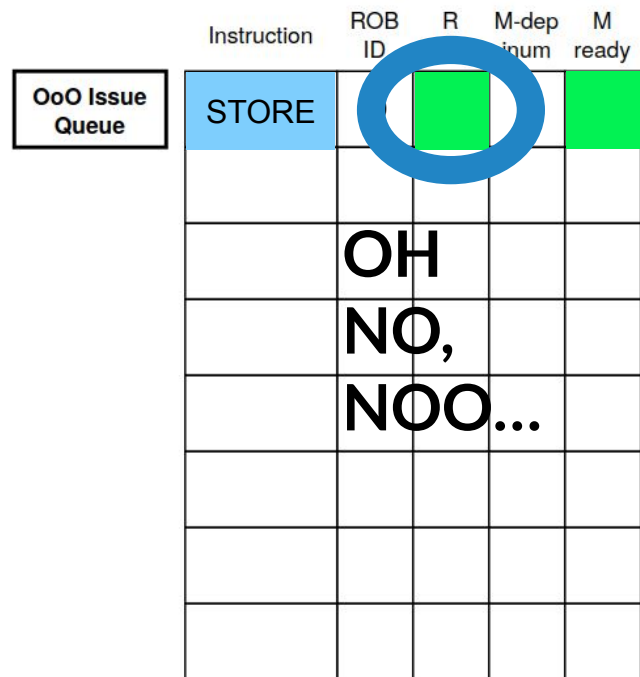 Instruction
ROB
ID
R
M-dep
inum
M
ready
OoO Issue
Queue
STORE
OH
NO,
NOO...